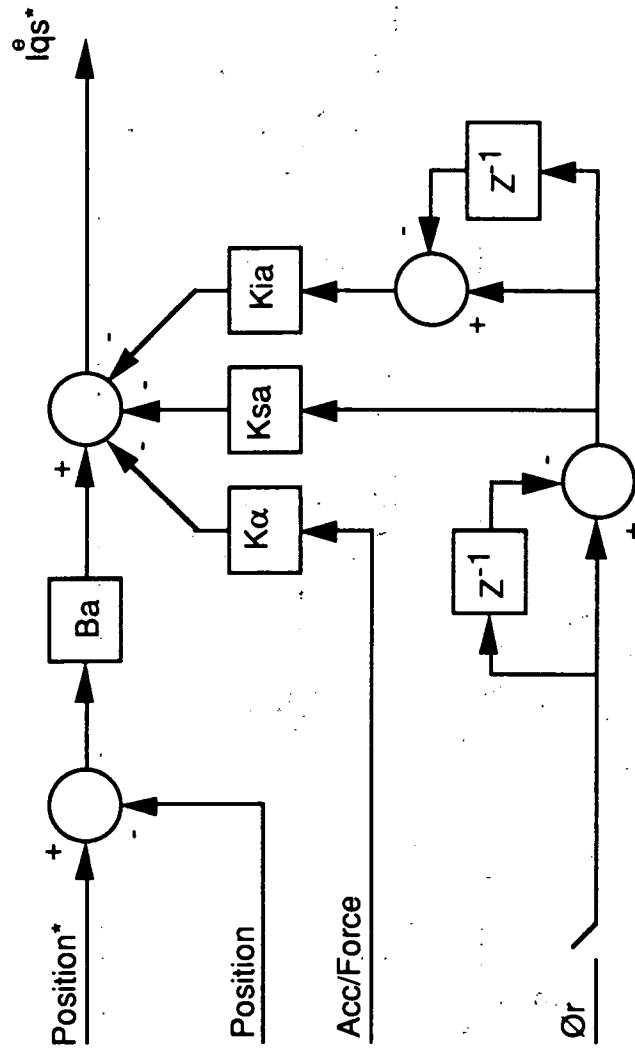 Iqs*
e
Position*
+
-
Ba
+
-
-
-
Position
Kα
Ksa
Kia
Acc/Force
-
+
Z-1
Z-1
-
+
Ør